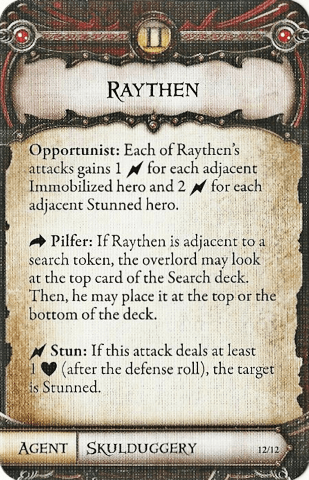 II
RAYTHEN
Opportunist: Each of Raythen's
attacks gains 1 for each adjacent
Immobilized hero and 2 for each
adjacent Stunned hero.
Pilfer: If Raythen is adjacent to a
search token, the overlord may look
at the top card of the Search deck.
Then, he may place it at the top or the
bottom of the deck.
Stun: If this attack deals at least
1 (after the defense roll), the target
is Stunned.
AGENT SKULDUGGERY 12/12